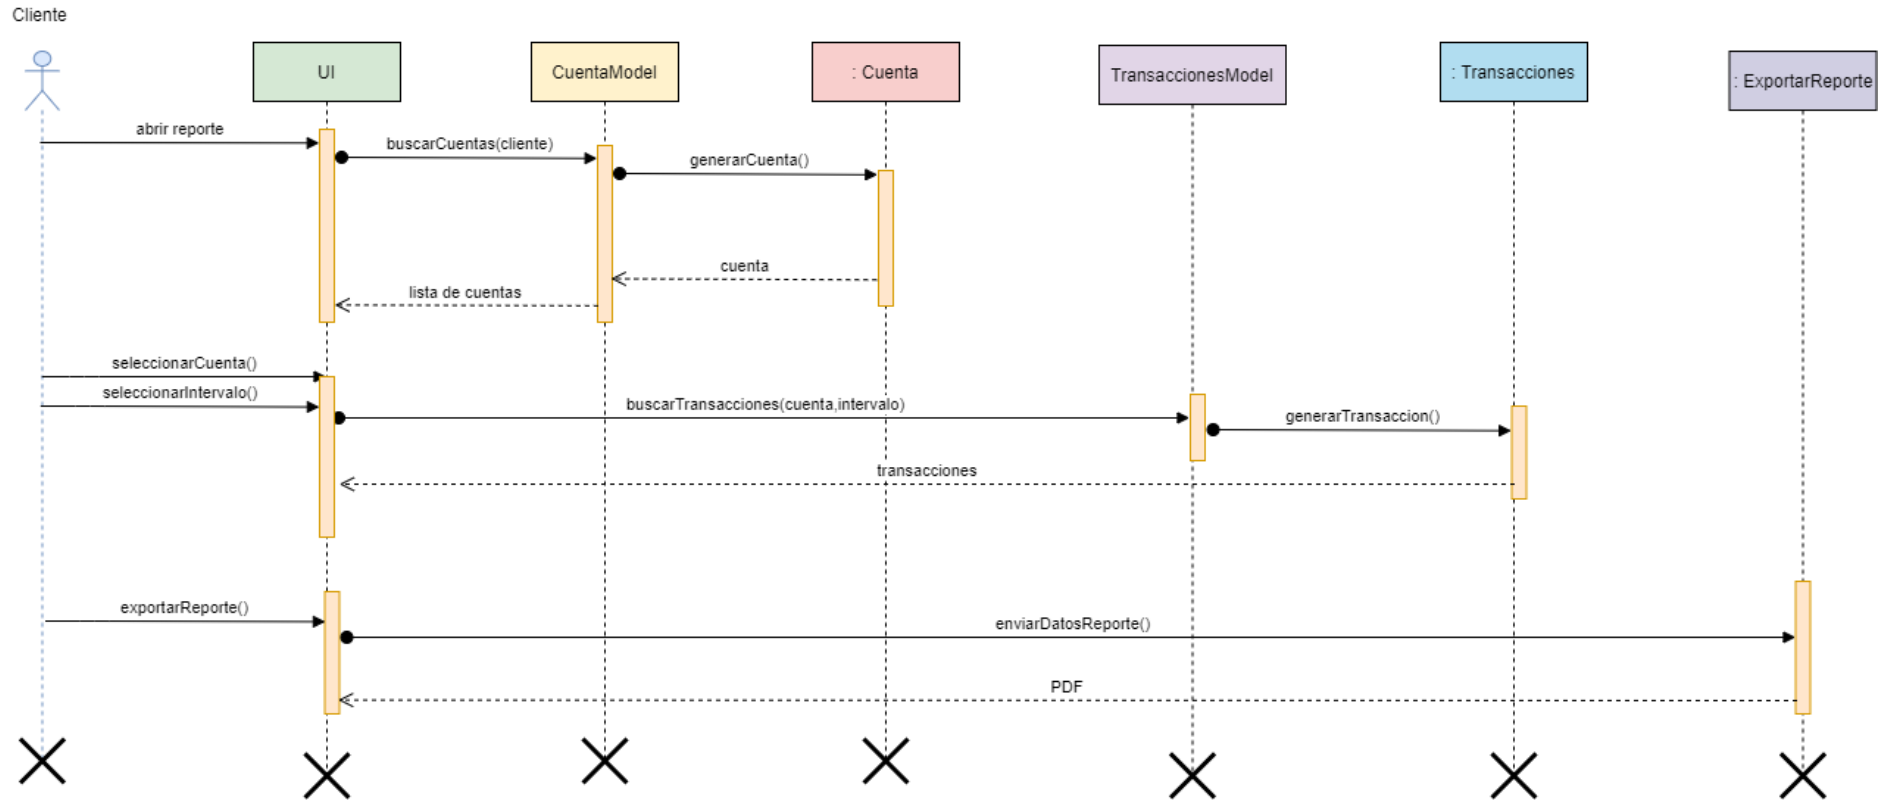 Cliente
UI
CuentaModel
: Cuenta
TransaccionesModel
: Transacciones
: ExportarReporte
abrir reporte
buscarCuentas(cliente)
generarCuenta()
cuenta
lista de cuentas
seleccionarCuenta()
seleccionarIntervalo()
buscarTransacciones(cuenta,intervalo)
generarTransaccion()
transacciones
exportarReporte()
enviarDatosReporte()
PDF